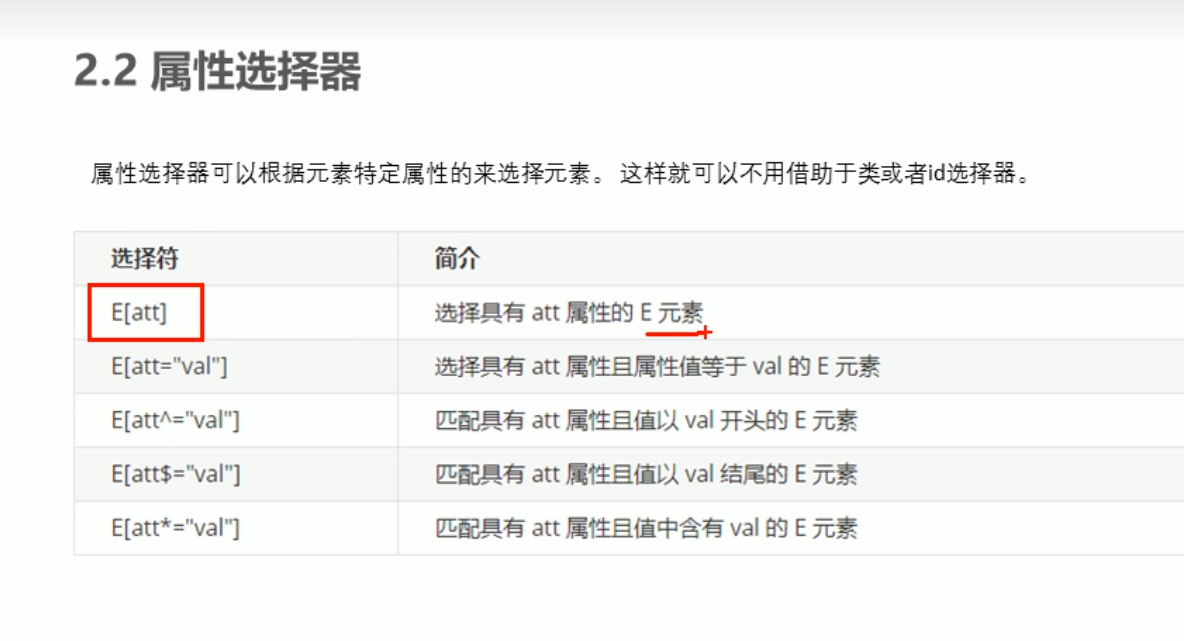 2.2 属性选择器
属性选择器可以根据元素特定属性的来选择元素。 这样就可以不用借助于类或者id选择器。
选择符 简介
E[att] 选择具有 att 属性的 E 元素
E[att="val"] 选择具有 att 属性且属性值等于 val 的 E 元素
E[att^="val"] 匹配具有 att 属性且值以 val 开头的 E 元素
E[att$="val"] 匹配具有 att 属性且值以 val 结尾的 E 元素
E[att*="val"] 匹配具有 att 属性且值中含有 val 的 E 元素